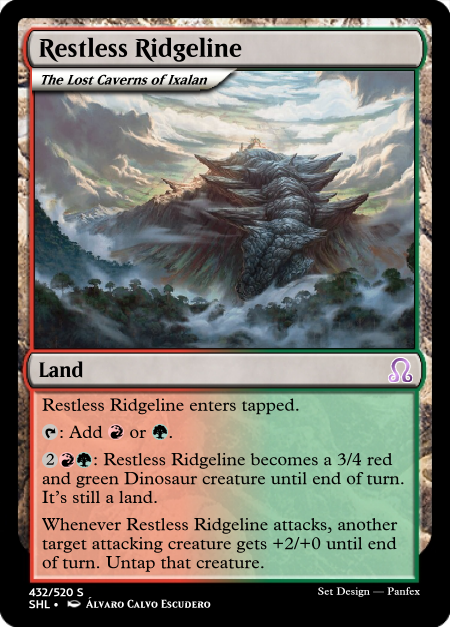 Restless Ridgeline
The Lost Caverns of Ixalan
Land
Restless Ridgeline enters tapped.
: Add or .
2 : Restless Ridgeline becomes a 3/4 red
and green Dinosaur creature until end of turn.
It's still a land.
Whenever Restless Ridgeline attacks, another
target attacking creature gets +2/+0 until end
of turn. Untap that creature.
432/520 S
SHL • ÁLVARO CALVO ESCUDERO
Set Design — Panfex